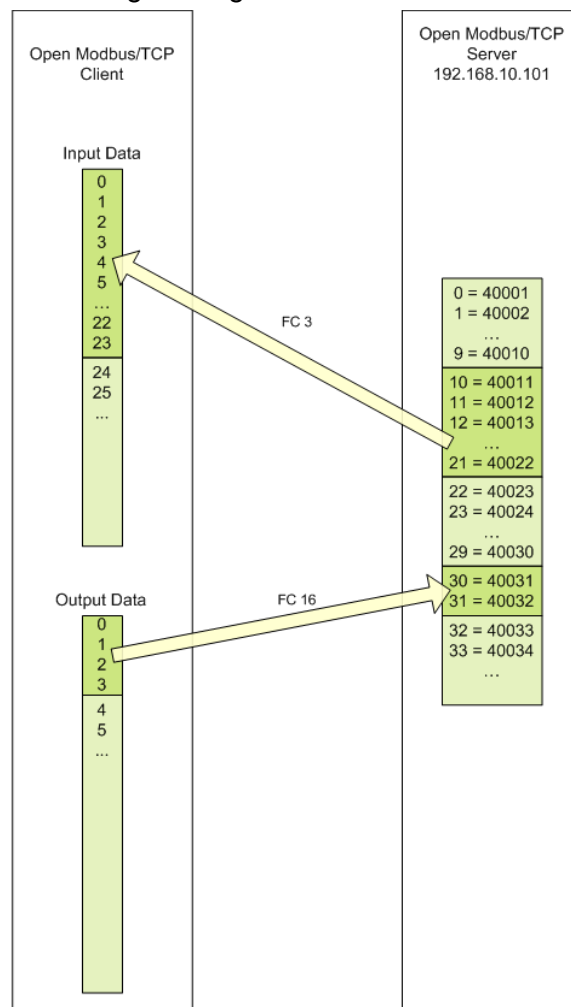 Open Modbus/TCP
Client
Input Data
0
1
2
3
4
5
...
22
23
24
25
...
Output Data
0
1
2
3
4
5
...
FC 3
FC 16
Open Modbus/TCP
Server
192.168.10.101
0 = 40001
1 = 40002
...
9 = 40010
10 = 40011
11 = 40012
12 = 40013
...
21 = 40022
22 = 40023
23 = 40024
...
29 = 40030
30 = 40031
31 = 40032
32 = 40033
33 = 40034
...